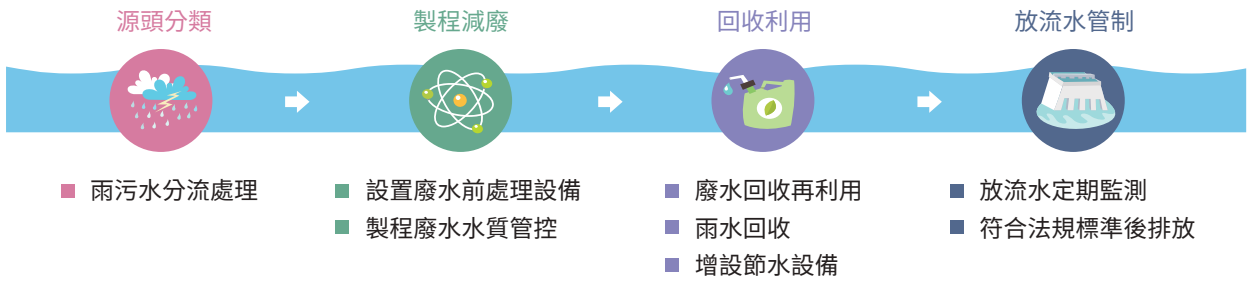 源頭分類
製程減廢
回收利用
放流水管制
雨污水分流處理
設置廢水前處理設備
製程廢水水質管控
廢水回收再利用
雨水回收
增設節水設備
放流水定期監測
符合法規標準後排放